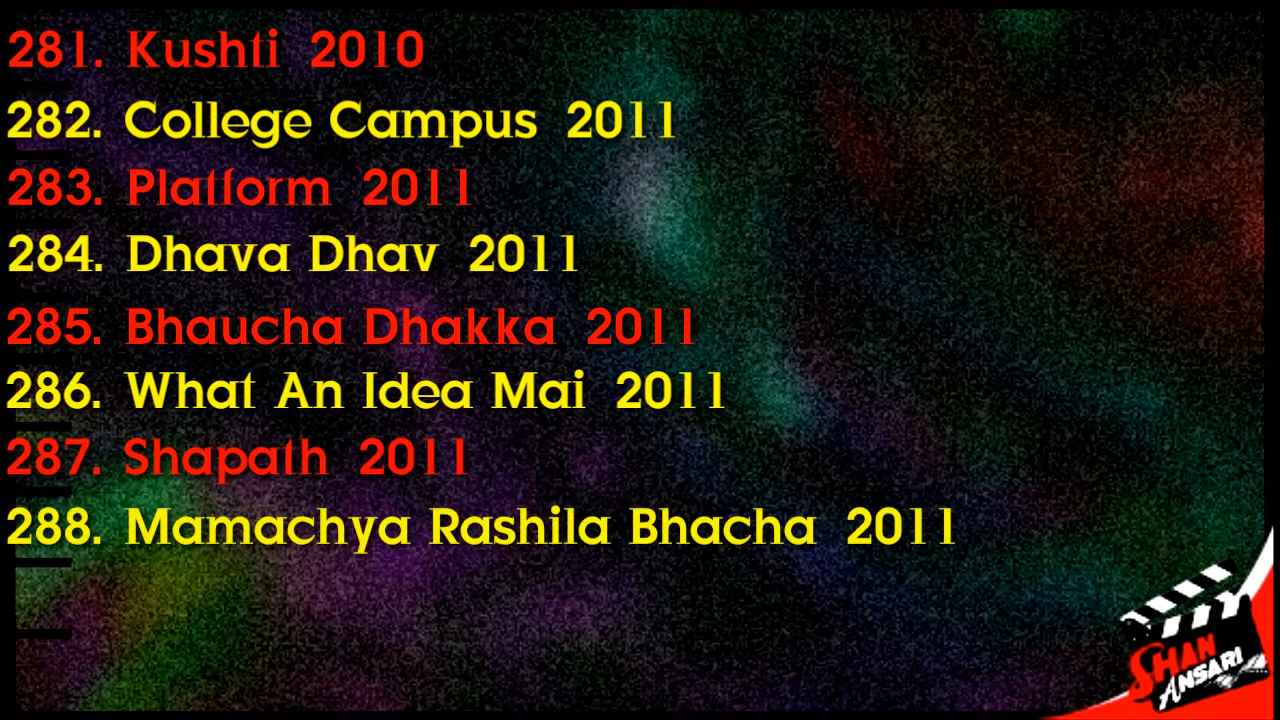 281. Kushti 2010
282. College Campus 2011
283. Platform 2011
284. Dhava Dhav 2011
285. Bhaucha Dhakka 2011
286. What An Idea Mai 2011
287. Shapath 2011
288. Mamachya Rashila Bhacha 2011
SHAN
ANSARI